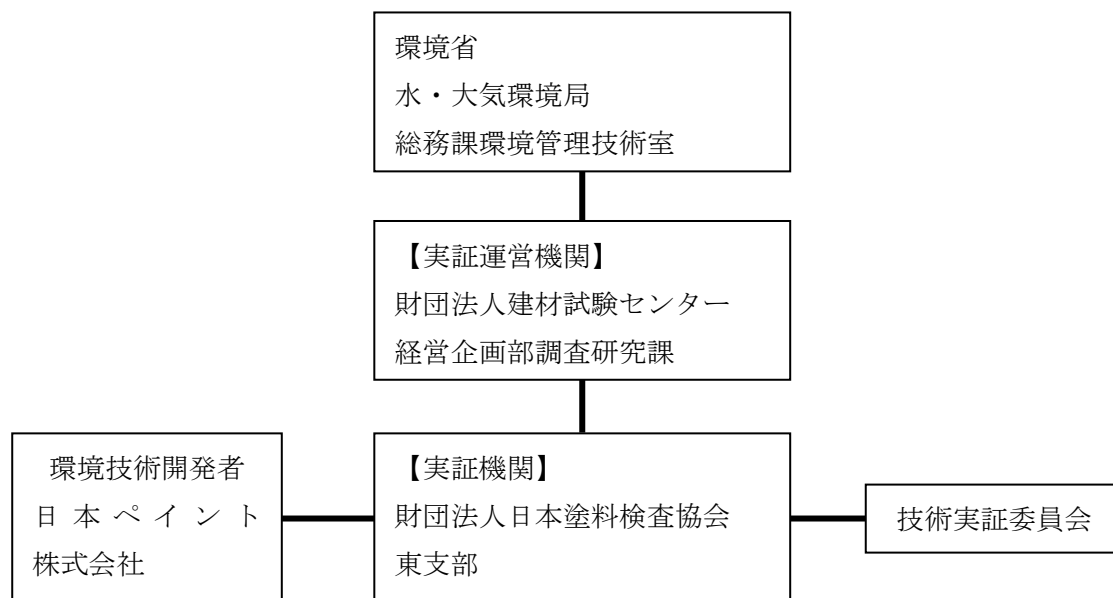 環境省
水・大気環境局
総務課環境管理技術室
【実証運営機関】
財団法人建材試験センター
経営企画部調査研究課
環境技術開発者
日本ペイント
株式会社
【実証機関】
財団法人日本塗料検査協会
東支部
技術実証委員会